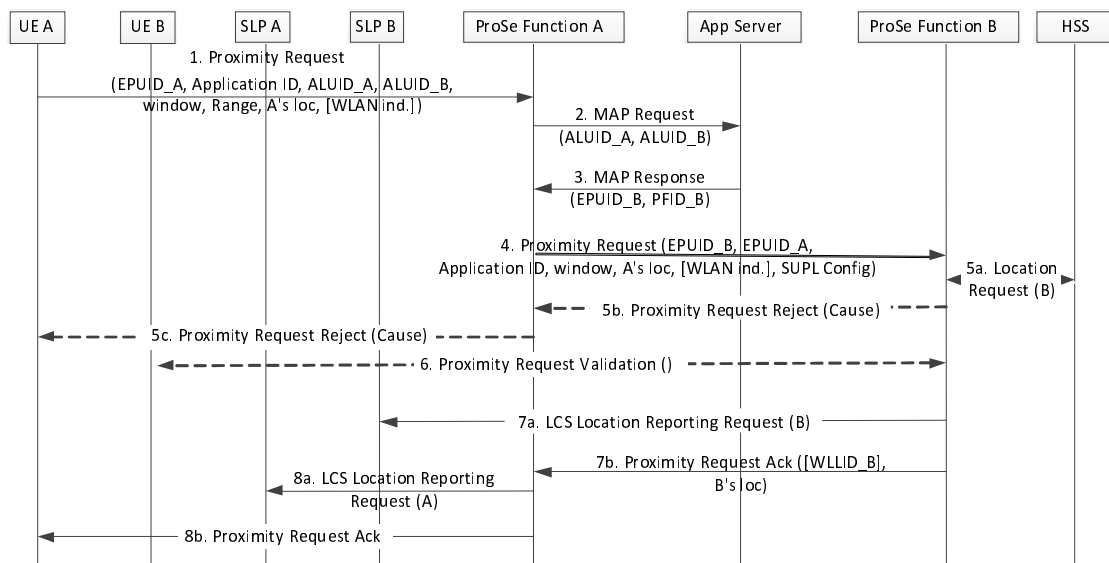 UE A
UE B
SLP A
SLP B
ProSe Function A
App Server
ProSe Function B
HSS
1. Proximity Request
(EPUID_A, Application ID, ALUID_A, ALUID_B,
window, Range, A's loc, [WLAN ind.])
2. MAP Request
(ALUID_A, ALUID_B)
3. MAP Response
(EPUID_B, PFID_B)
4. Proximity Request (EPUID_B, EPUID_A,
Application ID, window, A's loc, [WLAN ind.], SUPL Config)
5a. Location
Request (B)
5b. Proximity Request Reject (Cause)
5c. Proximity Request Reject (Cause)
6. Proximity Request Validation ()
7a. LCS Location Reporting Request (B)
7b. Proximity Request Ack ([WLLID_B],
B's loc)
8a. LCS Location Reporting
Request (A)
8b. Proximity Request Ack